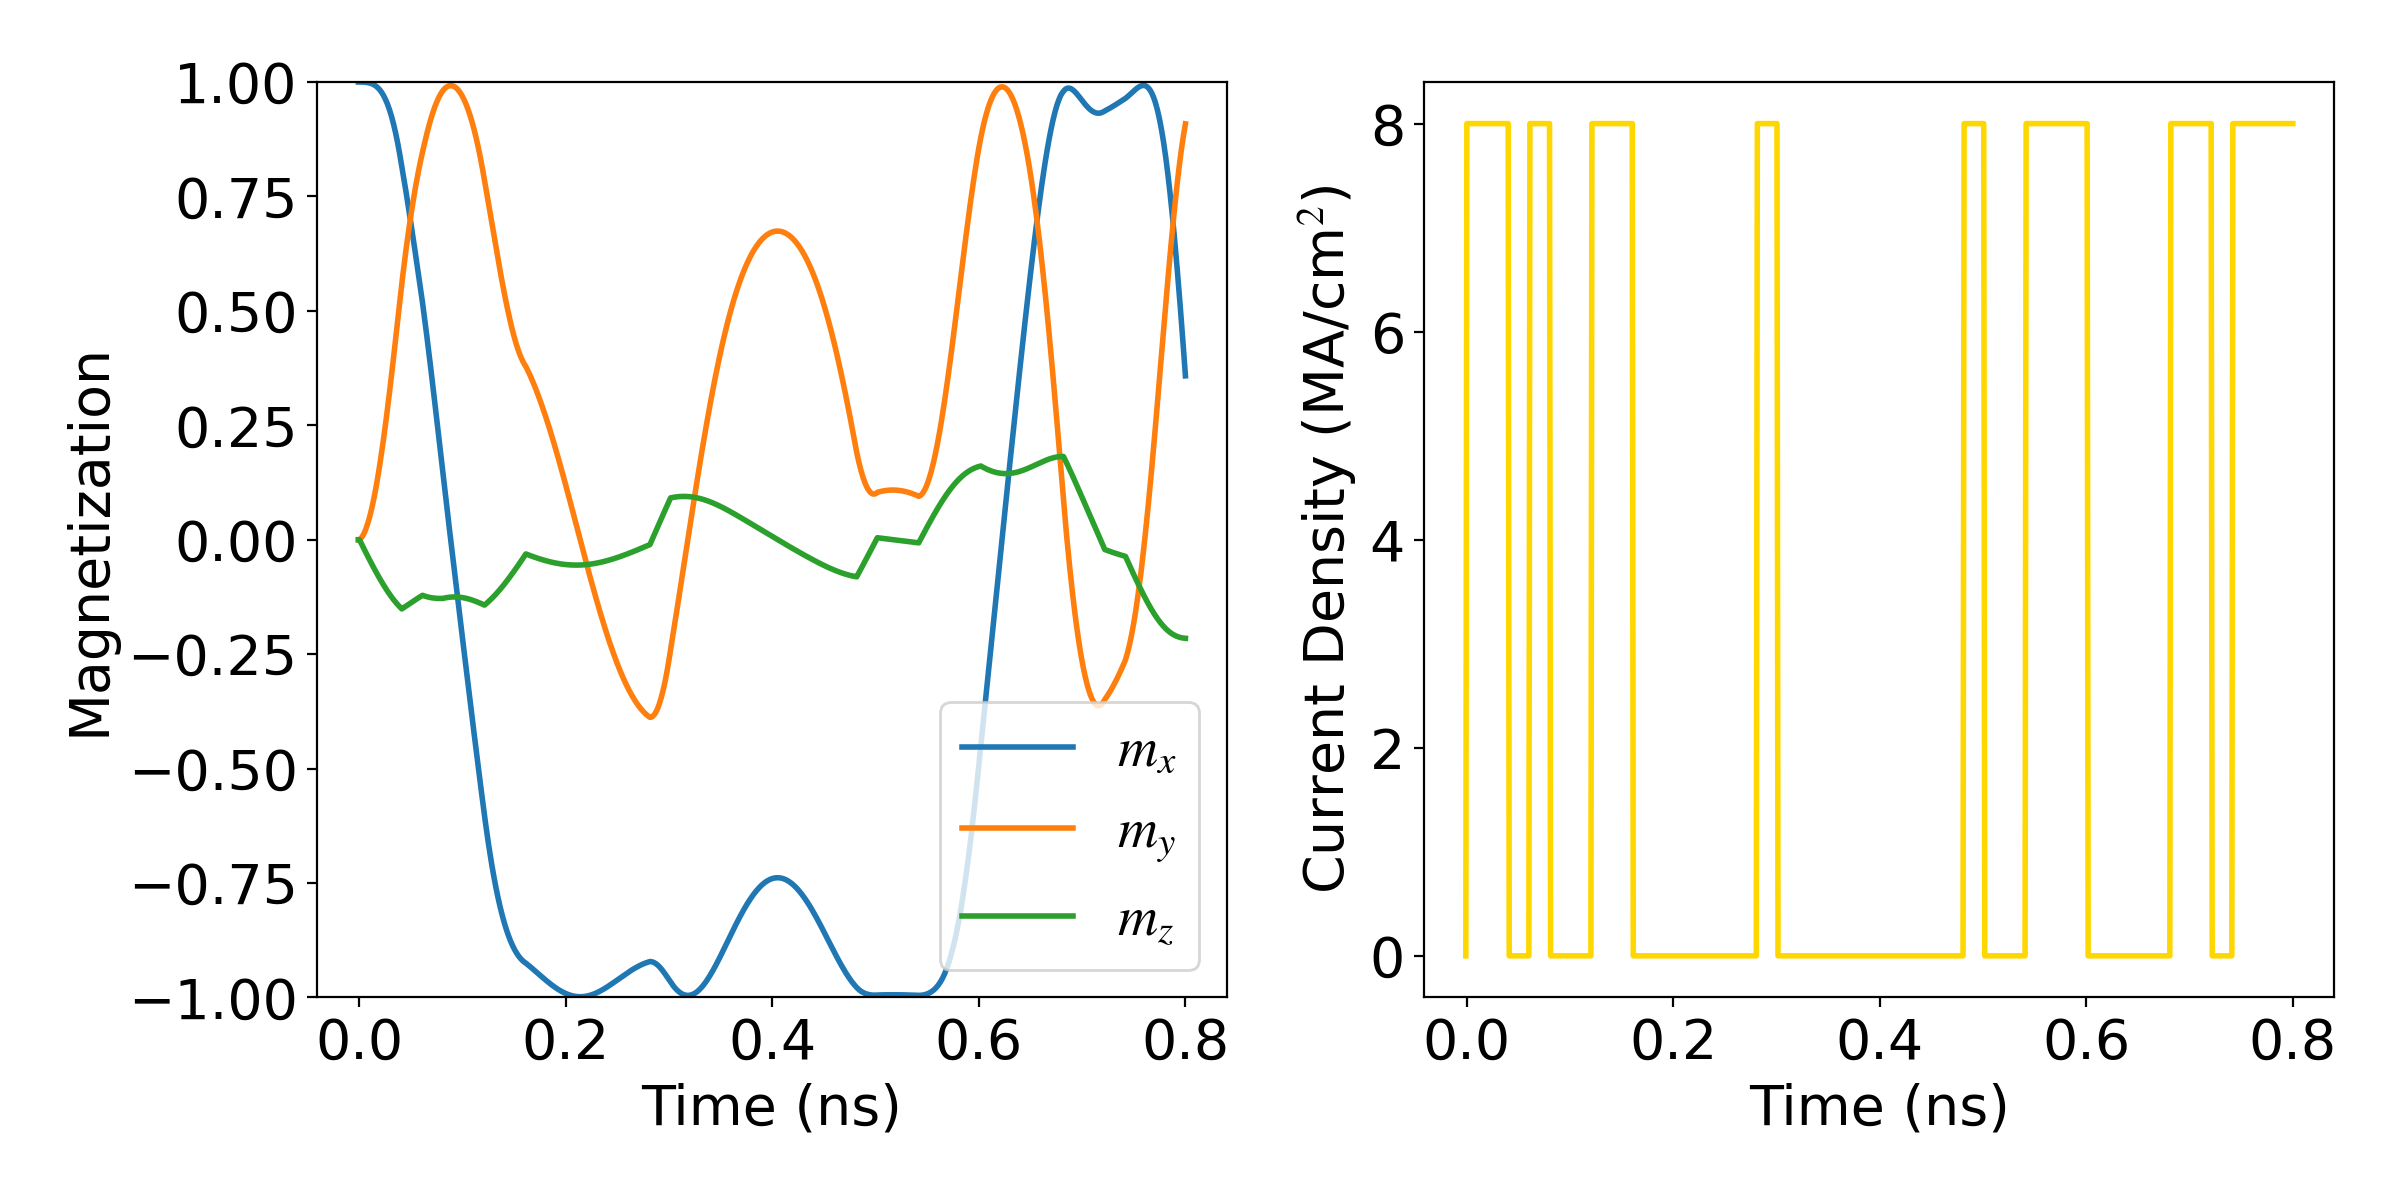 1.00
0.75
0.50
0.25
0.00
−0.25
−0.50
−0.75
−1.00
Magnetization
0.0 0.2 0.4 0.6 0.8
Time (ns)
m_x
m_y
m_z
8
6
4
2
0
Current Density (MA/cm²)
0.0 0.2 0.4 0.6 0.8
Time (ns)